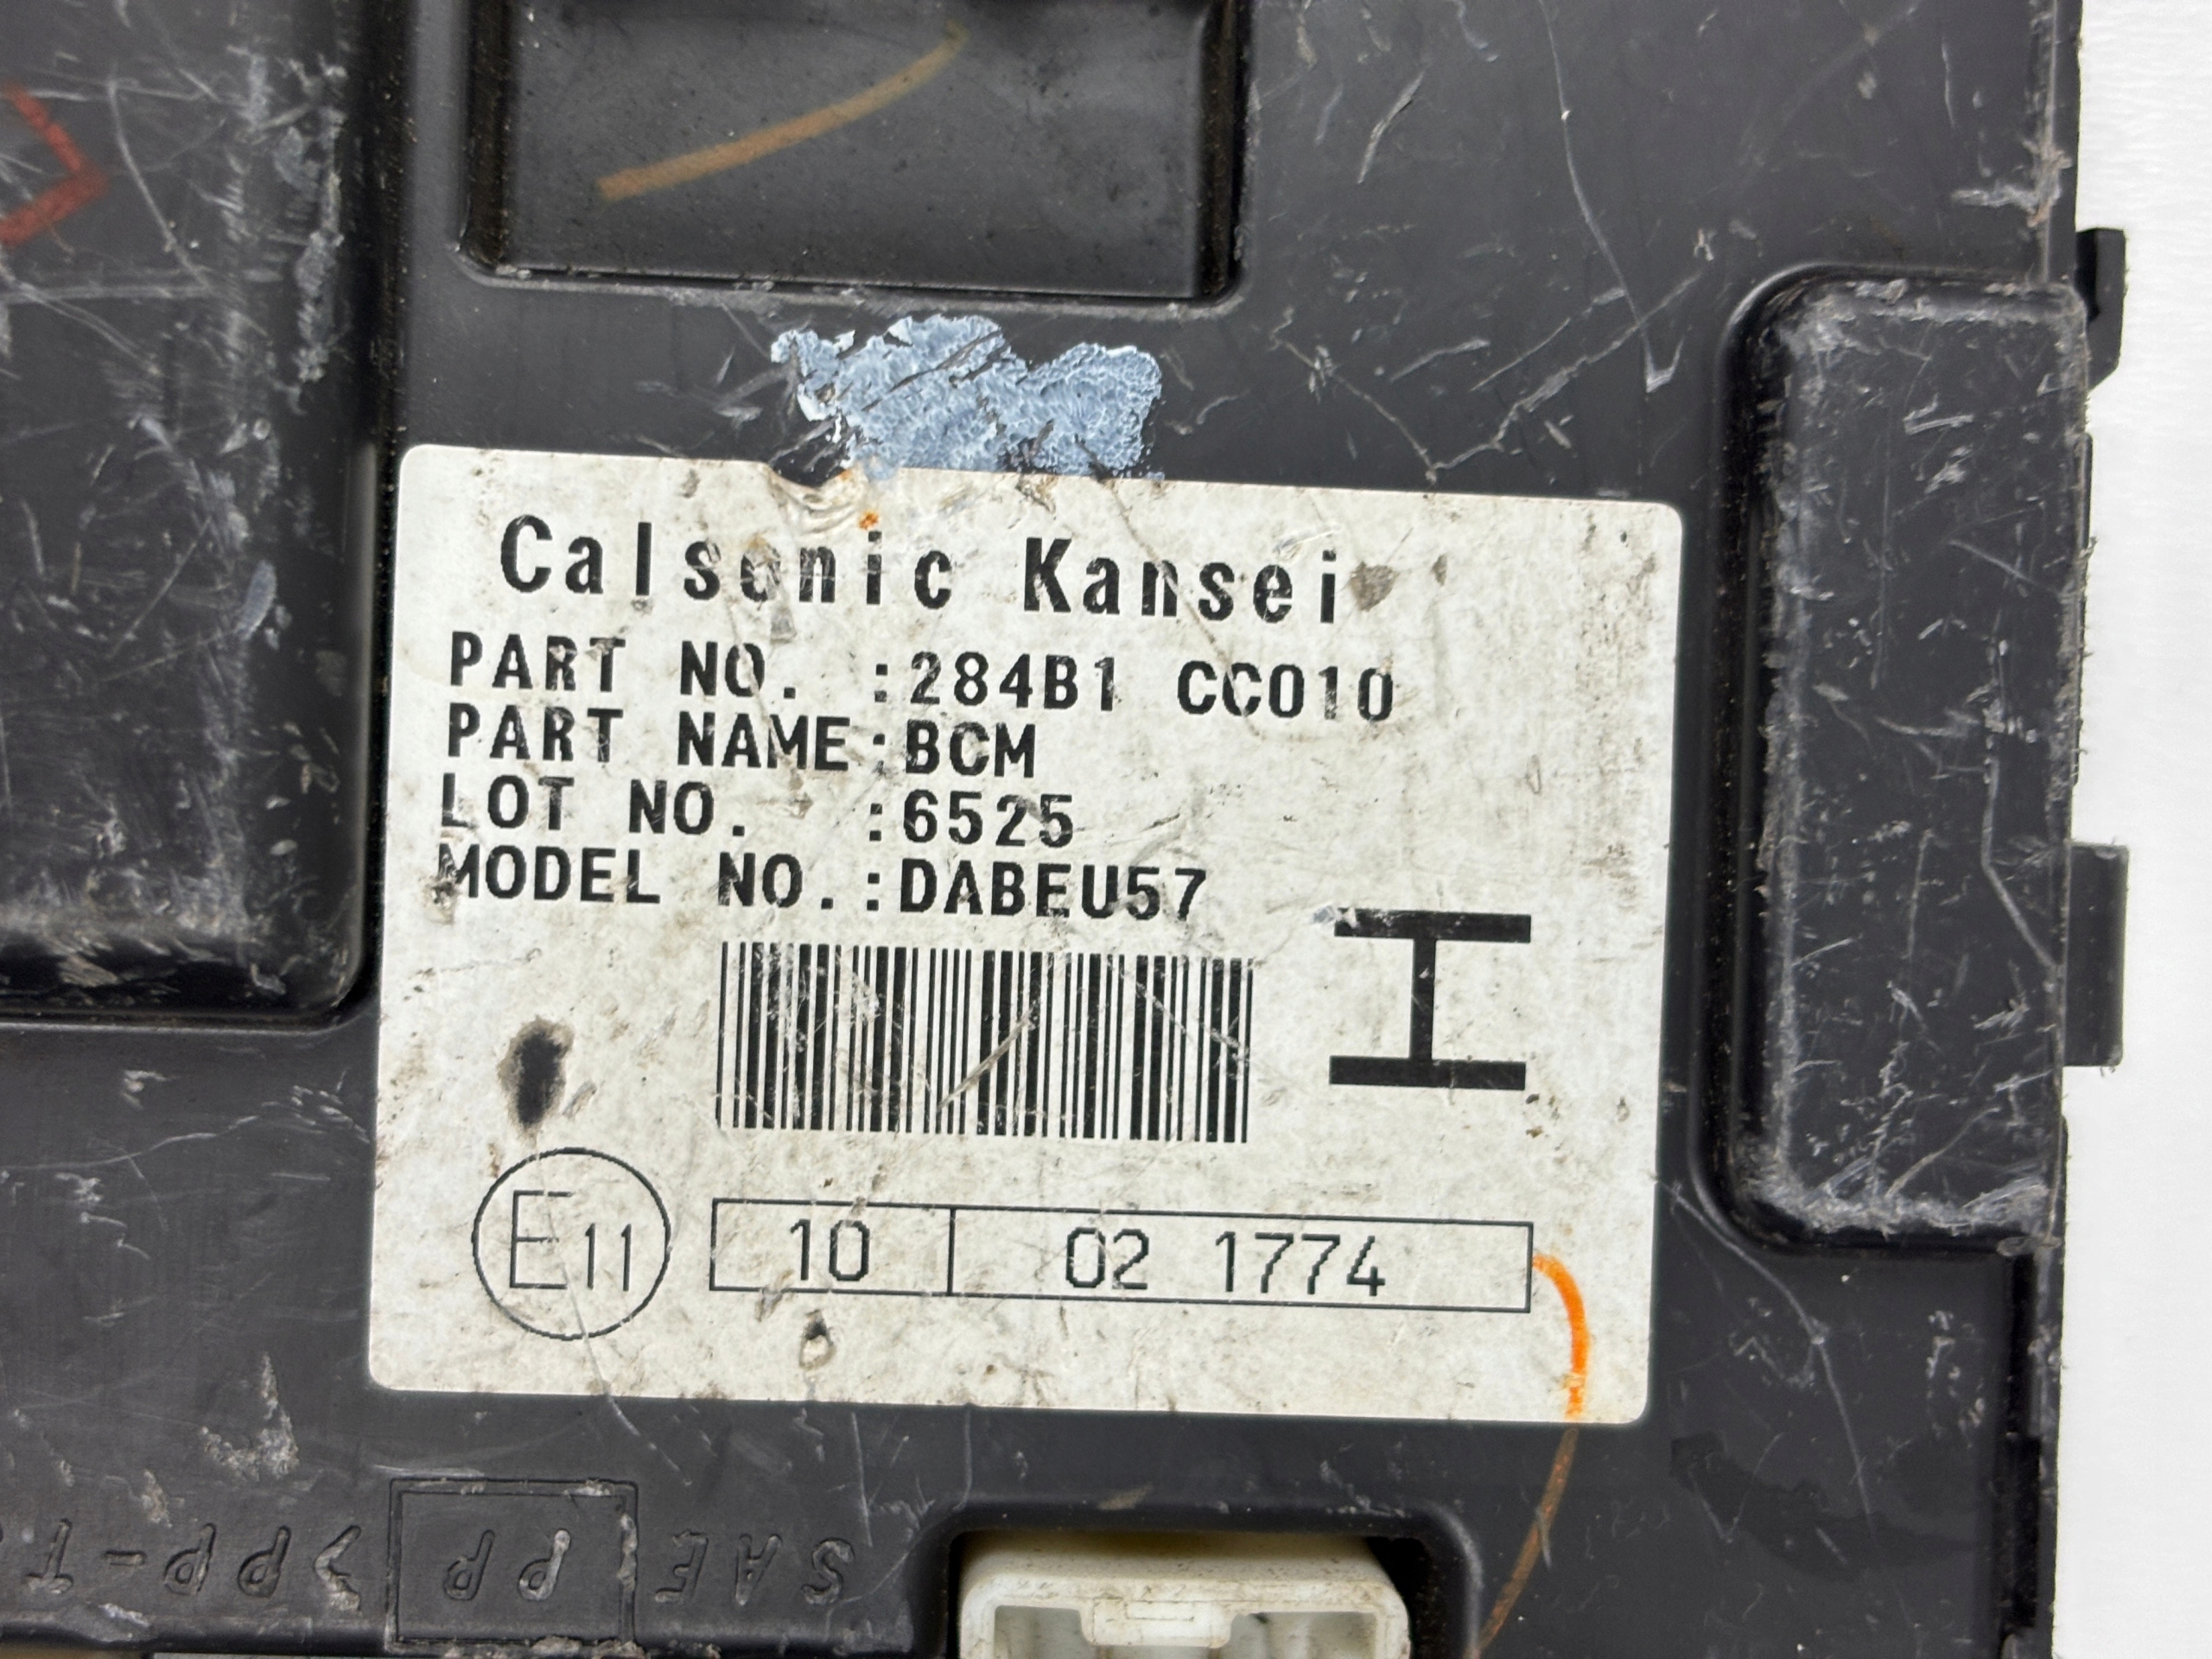 Calsonic Kansei
PART NO. :284B1 CC010
PART NAME:BCM
LOT NO. :6525
MODEL NO.:DABEU57
I
E11 10 02 1774
SAE PP >PP-T